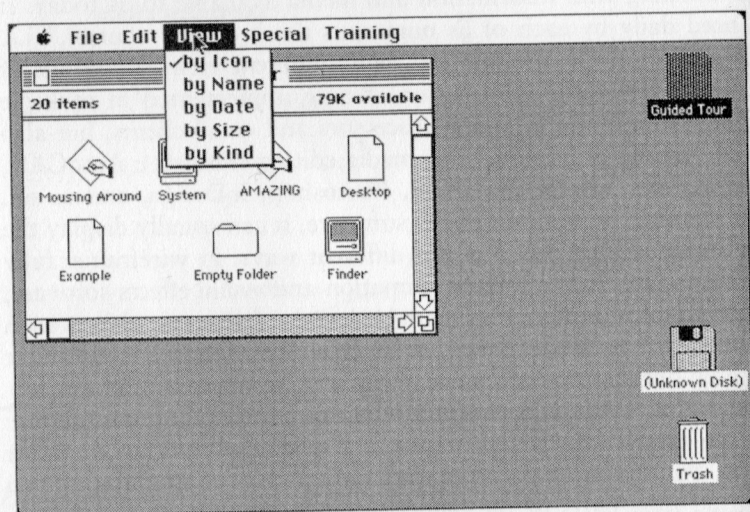 File Edit View Special Training
✓by Icon
by Name
by Date
by Size
by Kind
20 items 79K available
Guided Tour
Mousing Around System AMAZING Desktop
Example Empty Folder Finder
(Unknown Disk)
Trash